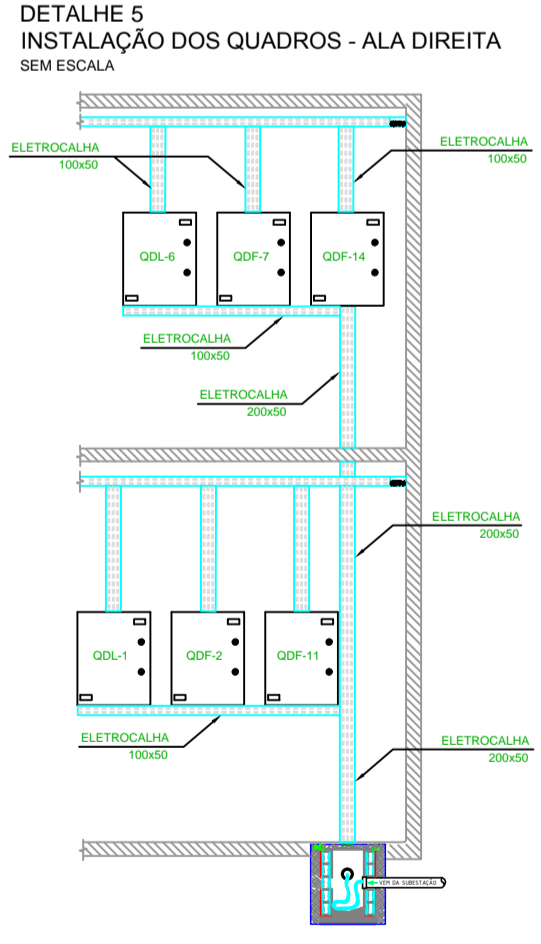 DETALHE 5
INSTALAÇÃO DOS QUADROS - ALA DIREITA
SEM ESCALA
ELETROCALHA
100x50
ELETROCALHA
100x50
QDL-6
QDF-7
QDF-14
ELETROCALHA
100x50
ELETROCALHA
200x50
ELETROCALHA
200x50
QDL-1
QDF-2
QDF-11
ELETROCALHA
100x50
ELETROCALHA
200x50
VEM DA SUBESTAÇÃO